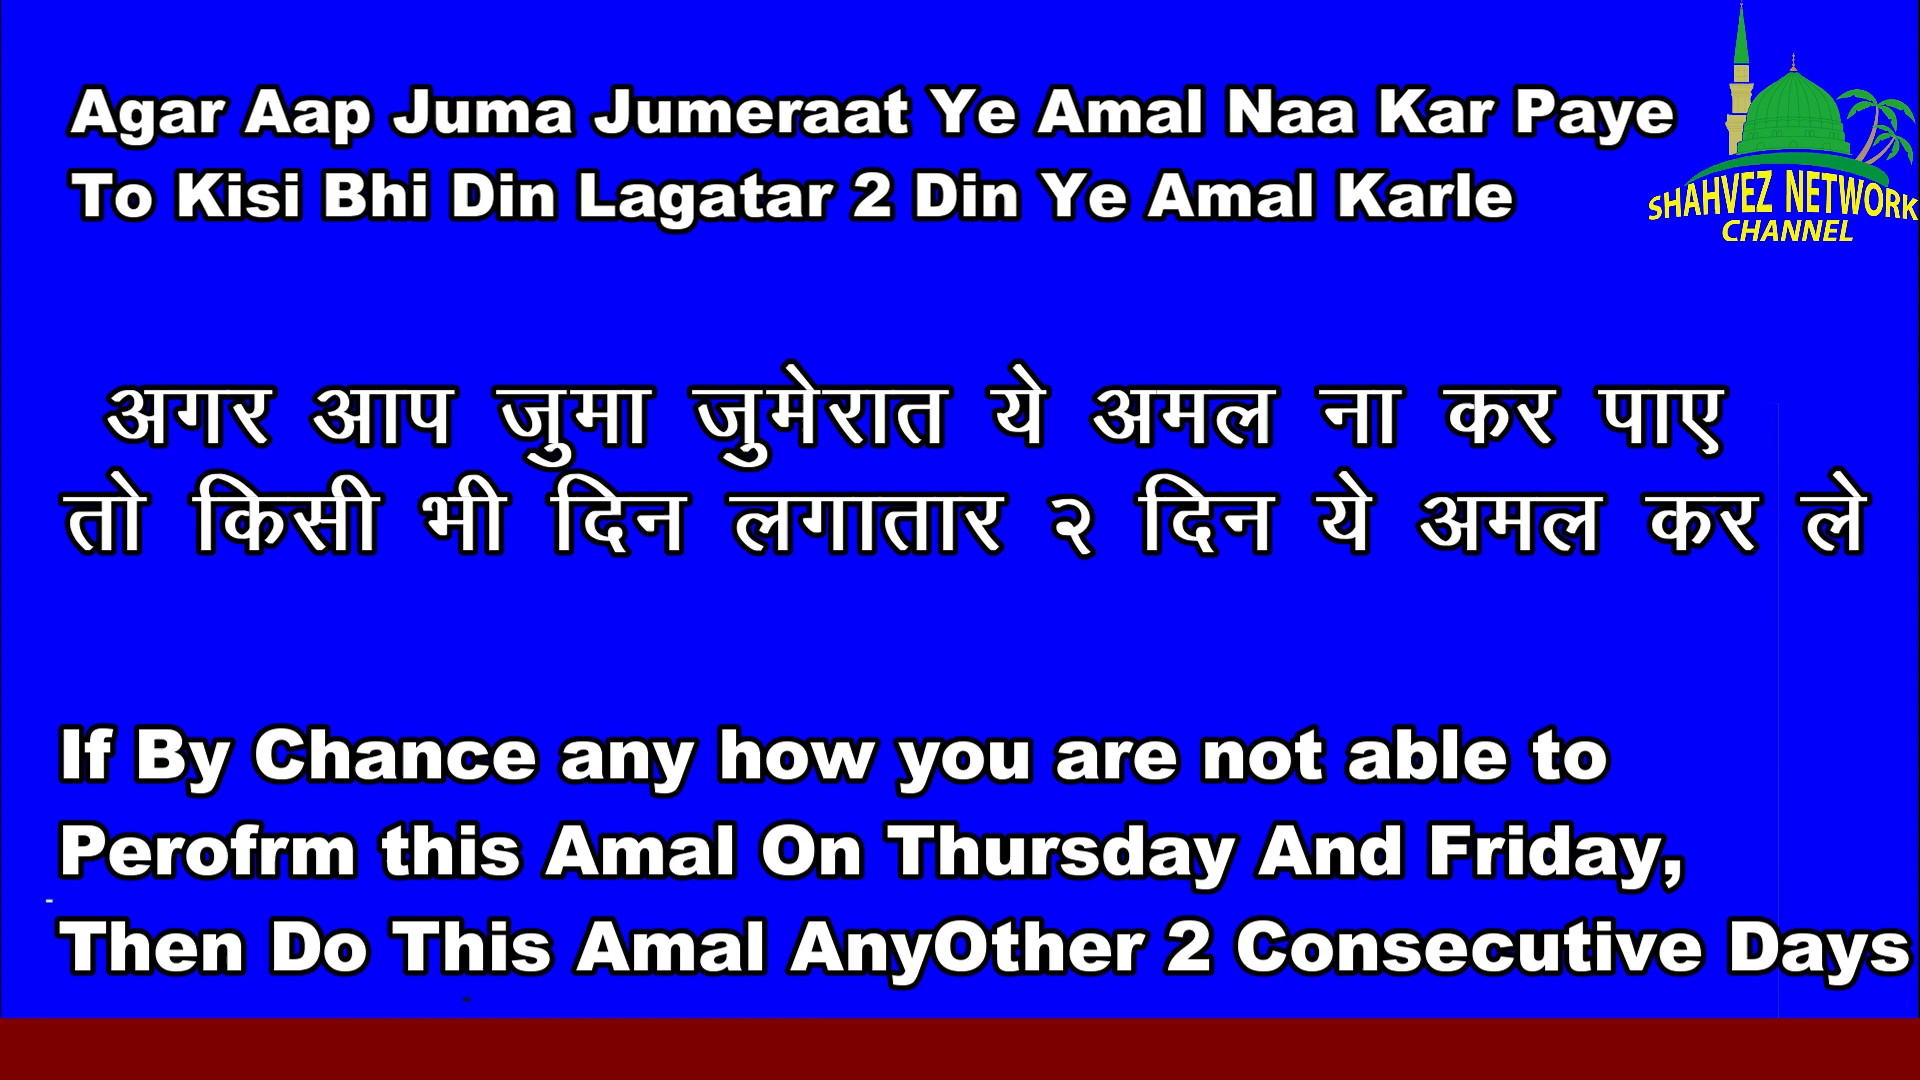 Agar Aap Juma Jumeraat Ye Amal Naa Kar Paye
To Kisi Bhi Din Lagatar 2 Din Ye Amal Karle
SHAHVEZ NETWORK
CHANNEL
अगर आप जुमा जुमेरात ये अमल ना कर पाए
तो किसी भी दिन लगातार २ दिन ये अमल कर ले
If By Chance any how you are not able to
Perofrm this Amal On Thursday And Friday,
Then Do This Amal AnyOther 2 Consecutive Days